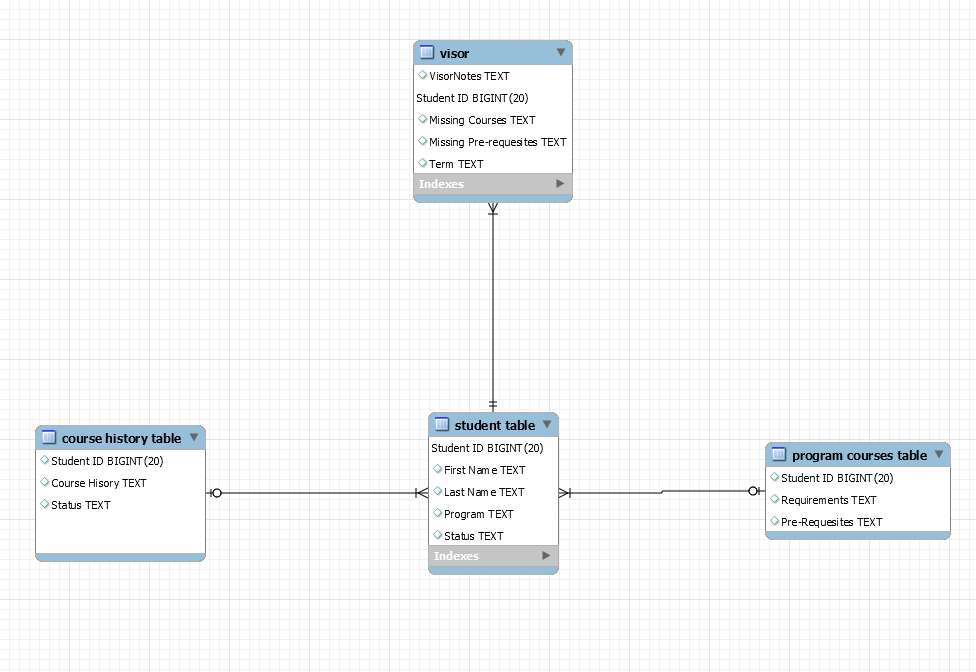 visor
VisorNotes TEXT
Student ID BIGINT(20)
Missing Courses TEXT
Missing Pre-requesites TEXT
Term TEXT
Indexes
course history table
Student ID BIGINT(20)
Course Hisory TEXT
Status TEXT
student table
Student ID BIGINT(20)
First Name TEXT
Last Name TEXT
Program TEXT
Status TEXT
Indexes
program courses table
Student ID BIGINT(20)
Requirements TEXT
Pre-Requesites TEXT